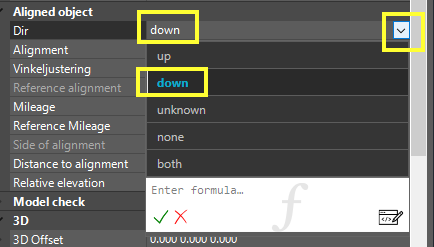 Aligned object
Dir down
Alignment up
Vinkeljustering down
Reference alignment
Mileage unknown
Reference Mileage none
Side of alignment
Distance to alignment both
Relative elevation
Enter formula...
Model check
3D
3D Offset 0.000 0.000 0.000